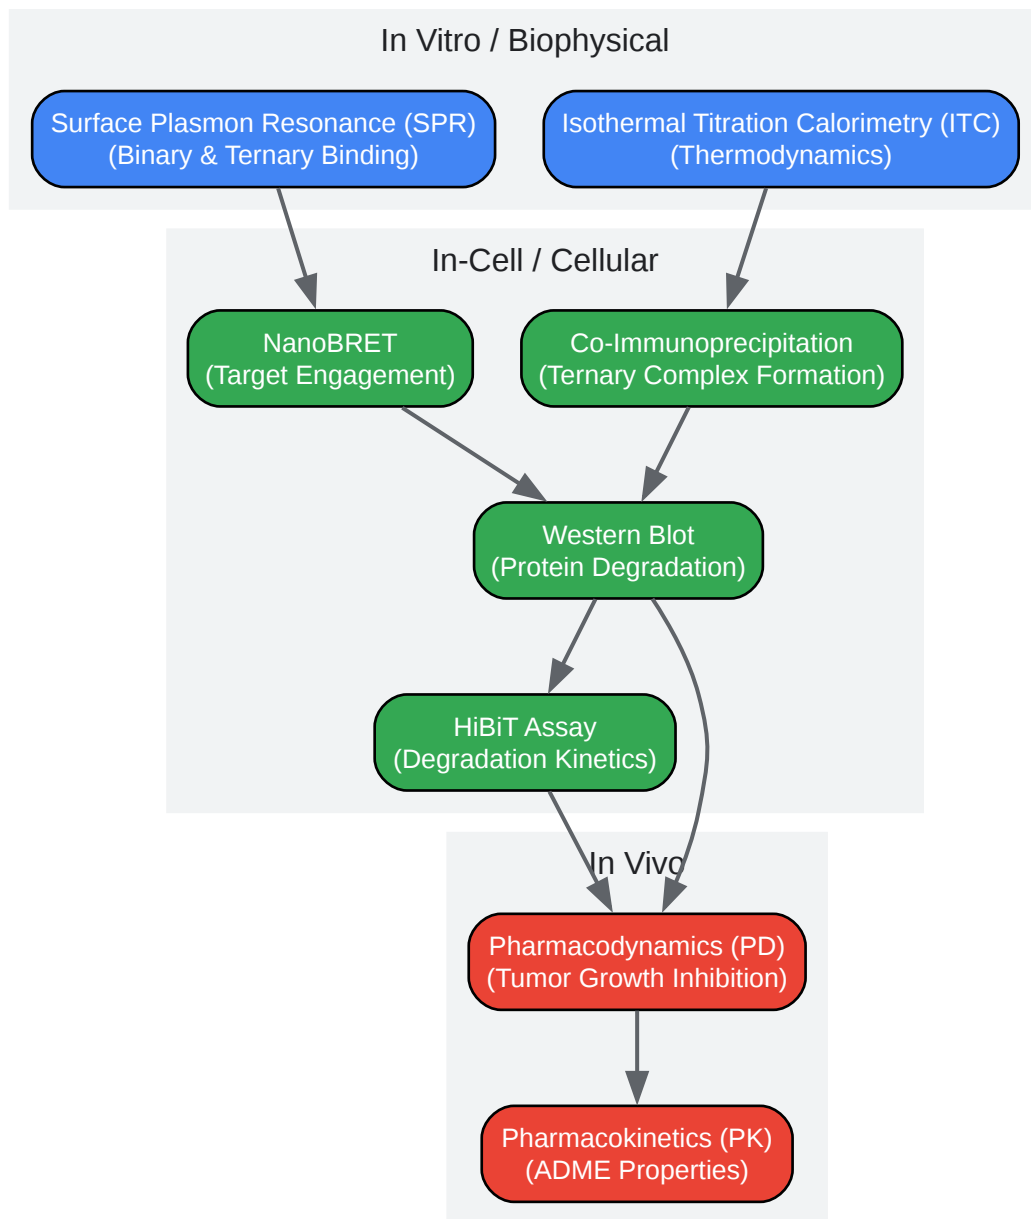 In Vitro / Biophysical
Surface Plasmon Resonance (SPR)
(Binary & Ternary Binding)
Isothermal Titration Calorimetry (ITC)
(Thermodynamics)
In-Cell / Cellular
NanoBRET
(Target Engagement)
Co-Immunoprecipitation
(Ternary Complex Formation)
Western Blot
(Protein Degradation)
HiBiT Assay
(Degradation Kinetics)
In Vivo
Pharmacodynamics (PD)
(Tumor Growth Inhibition)
Pharmacokinetics (PK)
(ADME Properties)